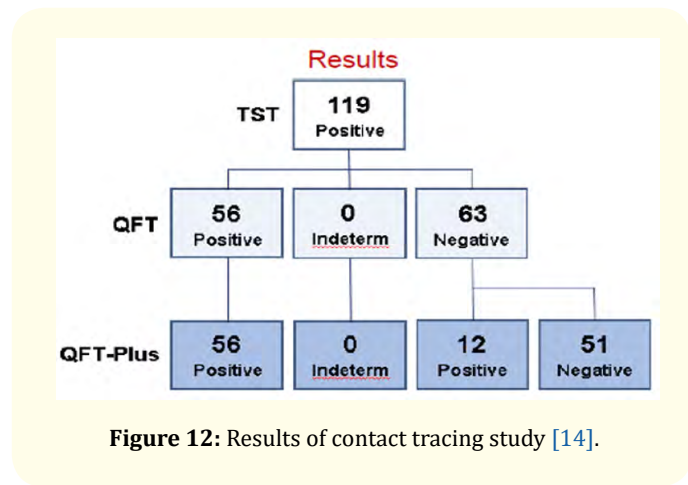 Results
TST
119
Positive
QFT
56
Positive
0
Indeterm
63
Negative
QFT-Plus
56
Positive
0
Indeterm
12
Positive
51
Negative
Figure 12: Results of contact tracing study [14].